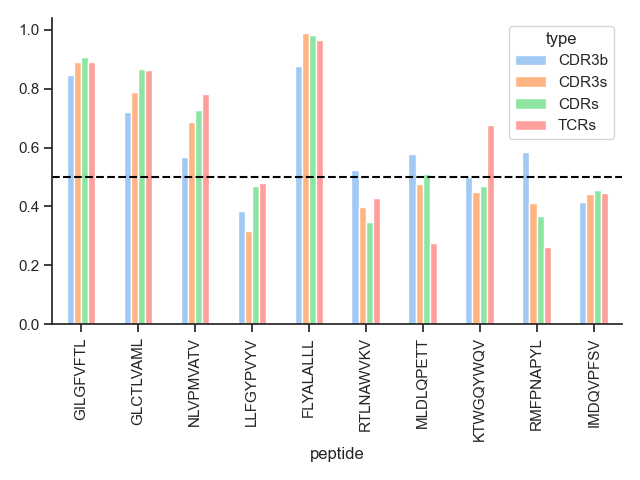 1.0
0.8
0.6
0.4
0.2
0.0
type
CDR3b
CDR3s
CDRs
TCRs
GILGFVFTL
GLCTLVAML
NLVPMVATV
LLFGYPVYV
FLYALALLL
RTLNAWVKV
MLDLQPETT
KTWGQYWQV
RMFPNAPYL
IMDQVPFSV
peptide